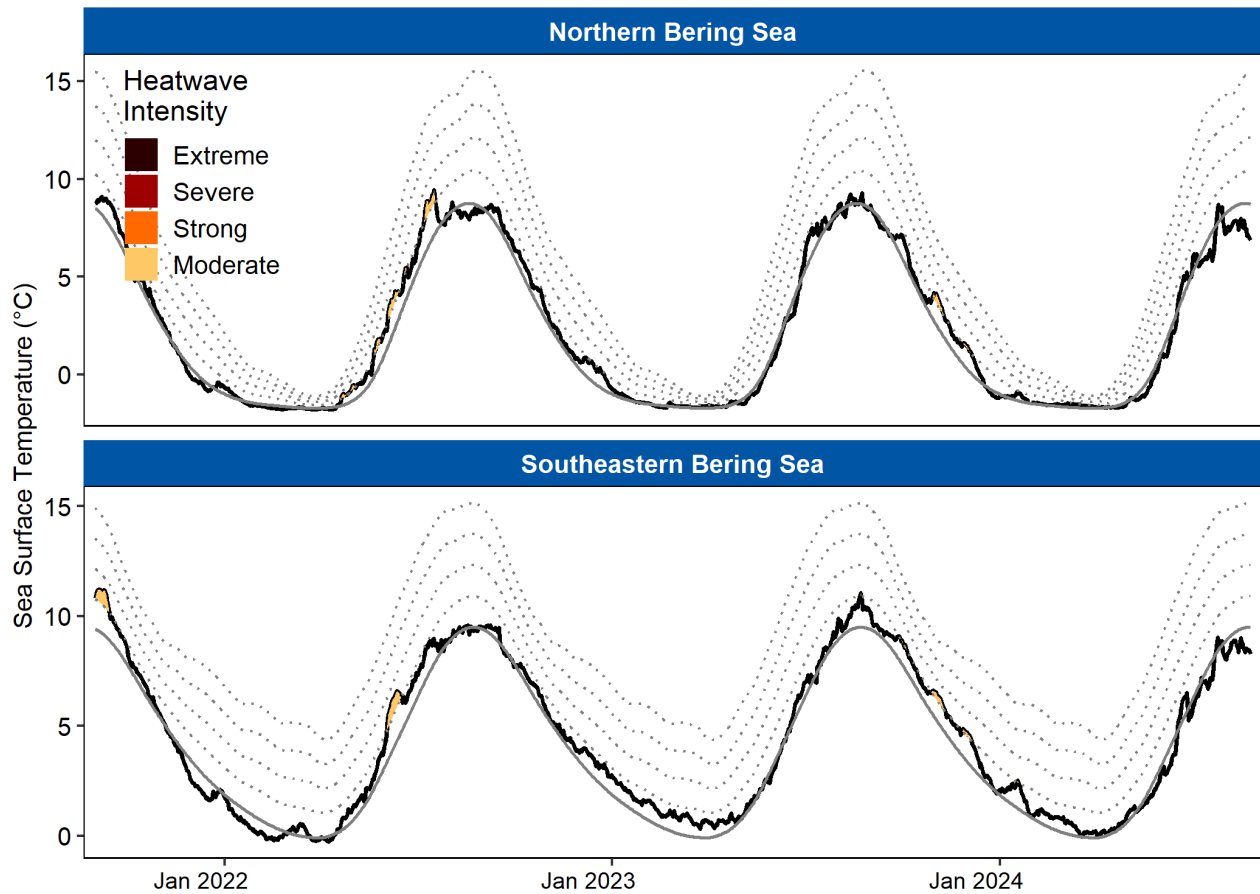 Northern Bering Sea
Heatwave
Intensity
Extreme
Severe
Strong
Moderate
15
10
5
0
Sea Surface Temperature (°C)
Southeastern Bering Sea
15
10
5
0
Jan 2022
Jan 2023
Jan 2024